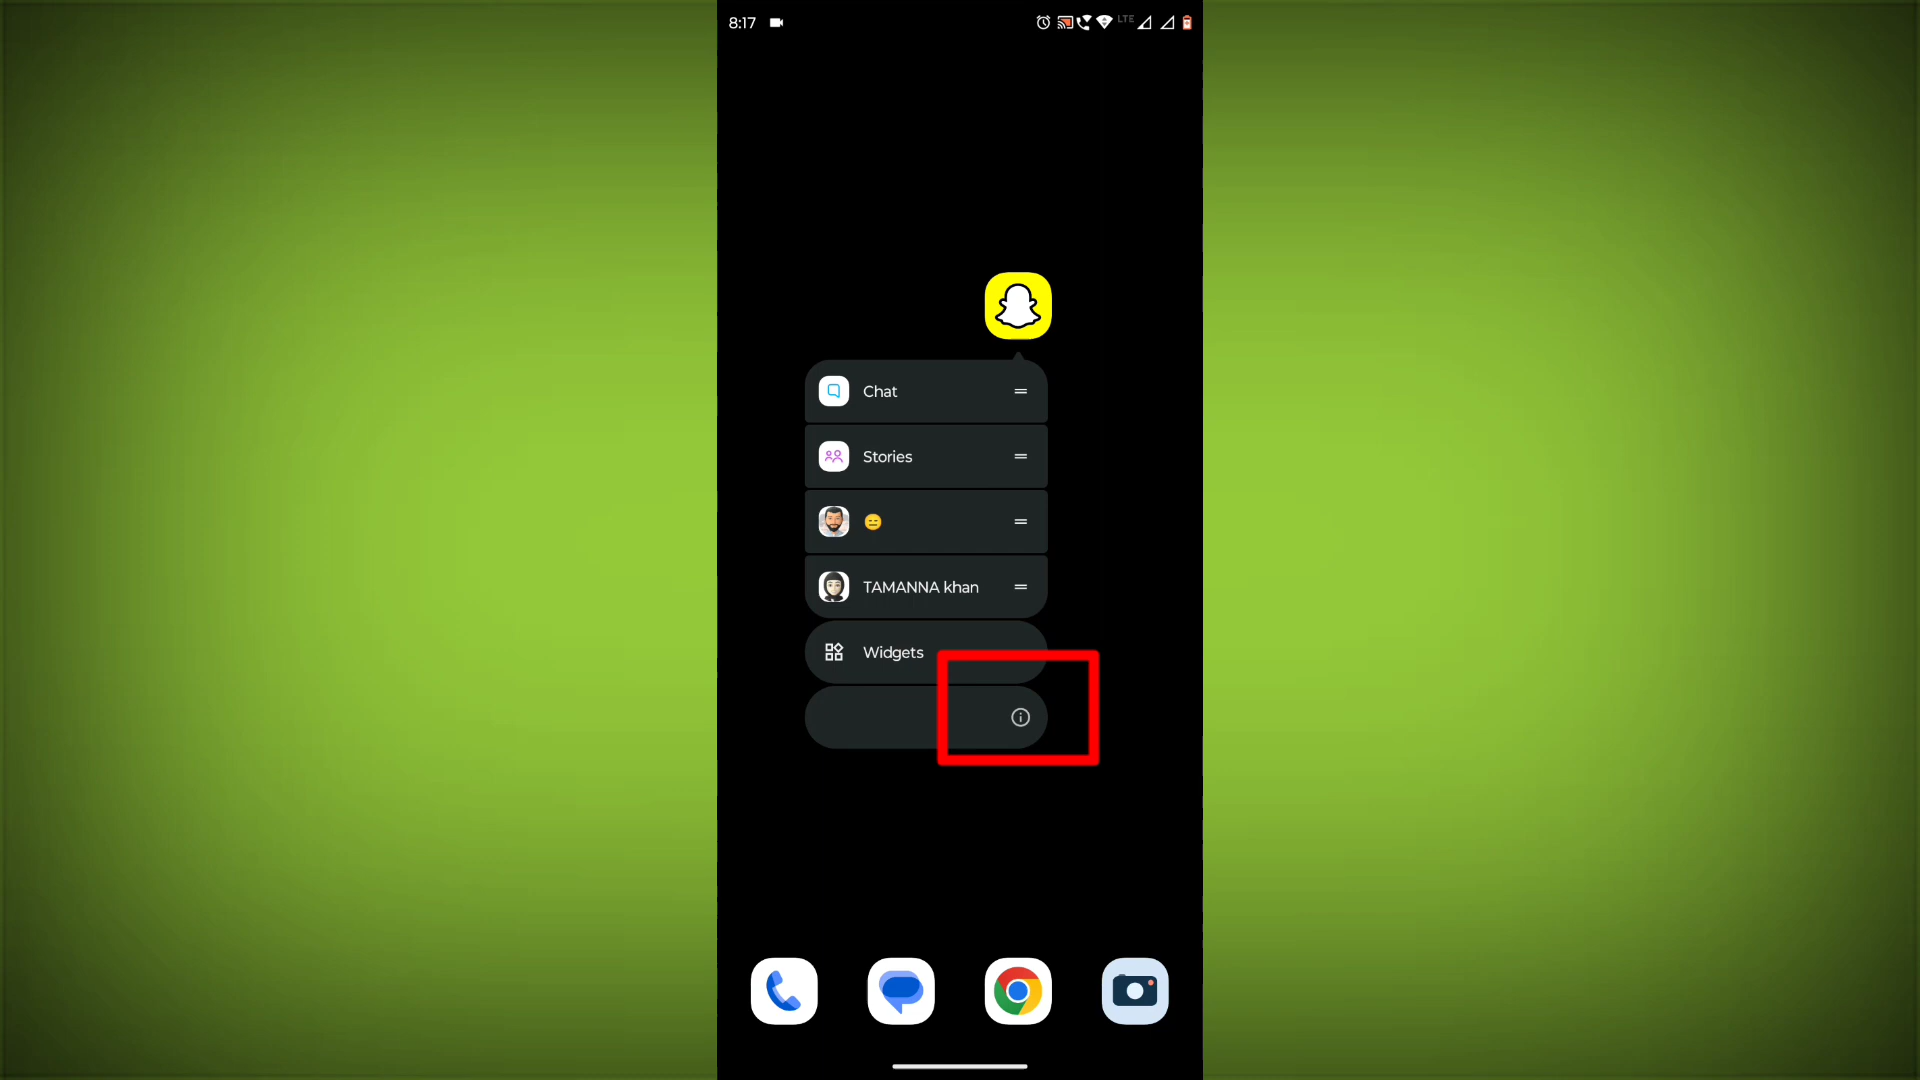 8:17
LTE
Chat
Stories
😑
TAMANNA khan
Widgets